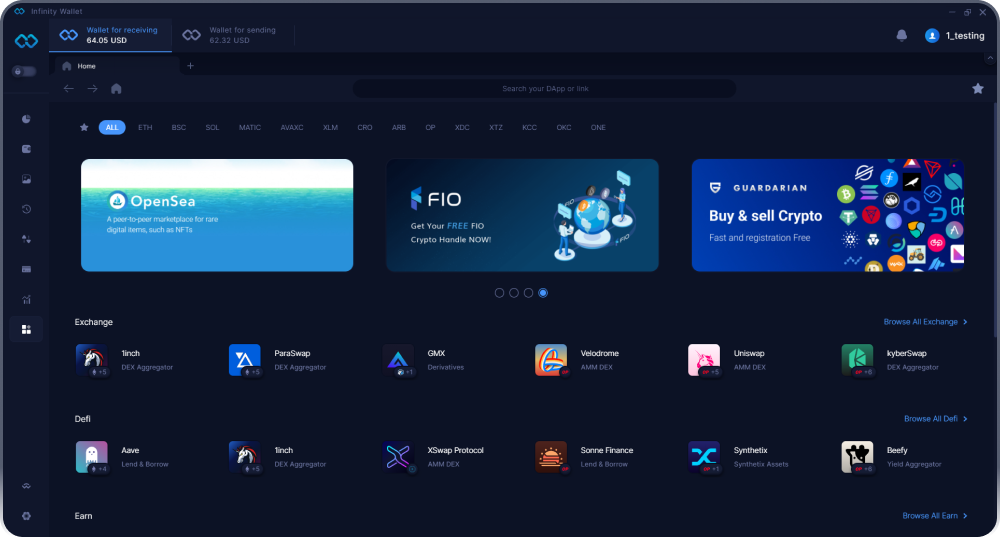 Infinity Wallet
Wallet for receiving
64.05 USD
Wallet for sending
62.32 USD
1_testing
Home
Search your DApp or link
ALL ETH BSC SOL MATIC AVAXC XLM CRO ARB OP XDC XTZ KCC OKC ONE
OpenSea
A peer-to-peer marketplace for rare
digital items, such as NFTs
FIO
Get Your FREE FIO
Crypto Handle NOW!
FIO
+FIO
GUARDARIAN
Buy & sell Crypto
Fast and registration Free
Exchange
Browse All Exchange
1inch
DEX Aggregator
+5
ParaSwap
DEX Aggregator
+5
GMX
Derivatives
+1
Velodrome
AMM DEX
Uniswap
AMM DEX
+5
kyberSwap
DEX Aggregator
+6
Defi
Browse All Defi
Aave
Lend & Borrow
+4
1inch
DEX Aggregator
+5
XSwap Protocol
AMM DEX
Sonne Finance
Lend & Borrow
Synthetix
Synthetix Assets
+1
Beefy
Yield Aggregator
+6
Earn
Browse All Earn